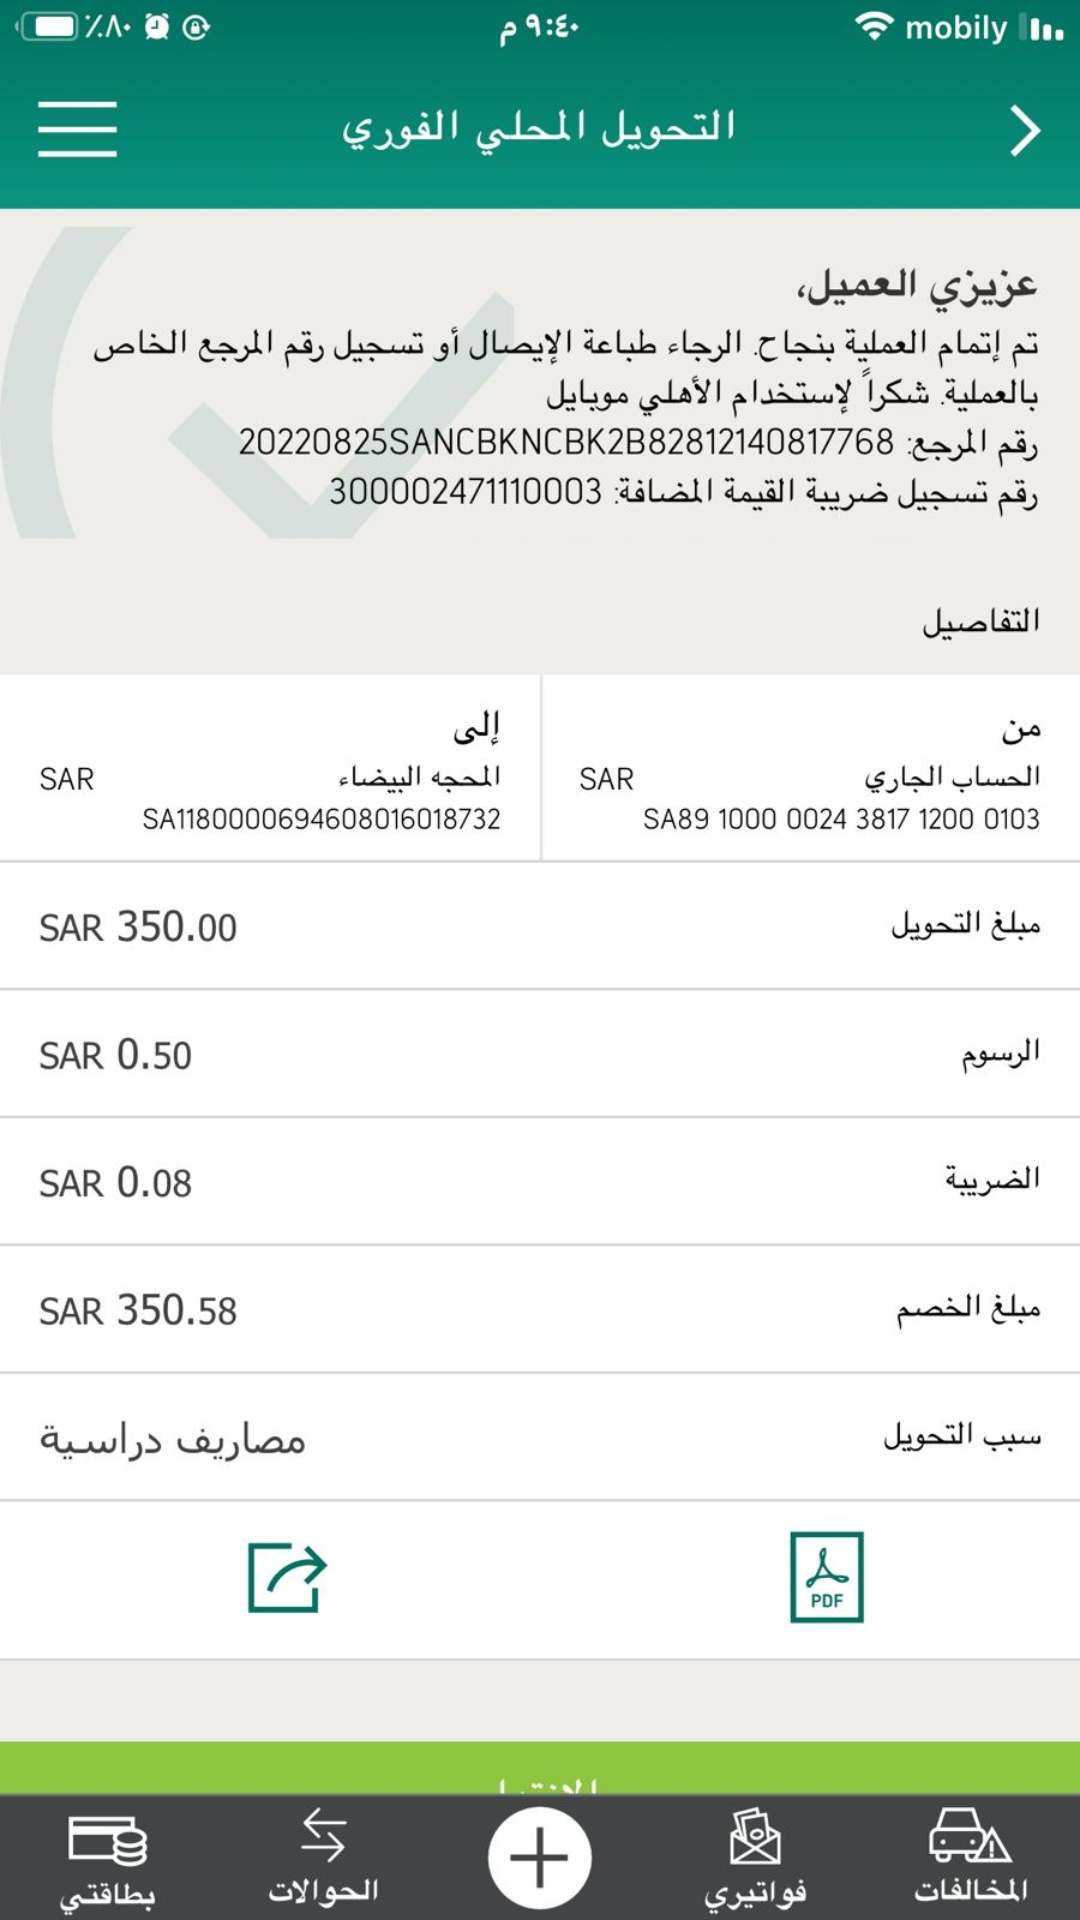 mobily ٩:٤٠ م ٪٨٠
التحويل المحلي الفوري
عزيزي العميل،
تم إتمام العملية بنجاح. الرجاء طباعة الإيصال أو تسجيل رقم المرجع الخاص
بالعملية. شكراً لإستخدام الأهلي موبايل
رقم المرجع: 20220825SANCBKNCBK2B82812140817768
رقم تسجيل ضريبة القيمة المضافة: 300002471110003
التفاصيل
من
الحساب الجاري SAR
SA89 1000 0024 3817 1200 0103
إلى
المحجه البيضاء SAR
SA1180000694608016018732
مبلغ التحويل SAR 350.00
الرسوم SAR 0.50
الضريبة SAR 0.08
مبلغ الخصم SAR 350.58
سبب التحويل مصاريف دراسية
PDF
المخالفات فواتيري الحوالات بطاقتي